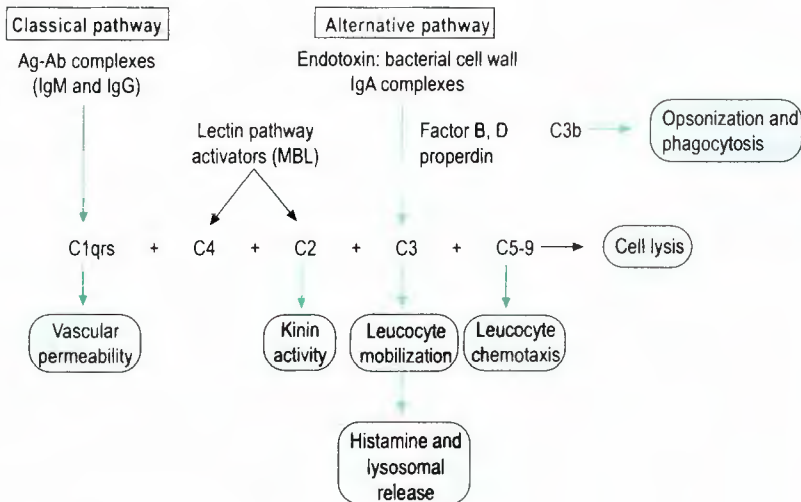 Classical pathway
Ag-Ab complexes
(IgM and IgG)
Alternative pathway
Endotoxin: bacterial cell wall
IgA complexes
Lectin pathway
activators (MBL)
Factor B, D
properdin
C3b
Opsonization and
phagocytosis
C1qrs + C4 + C2 + C3 + C5-9
Cell lysis
Vascular
permeability
Kinin
activity
Leucocyte
mobilization
Leucocyte
chemotaxis
Histamine and
lysosomal
release